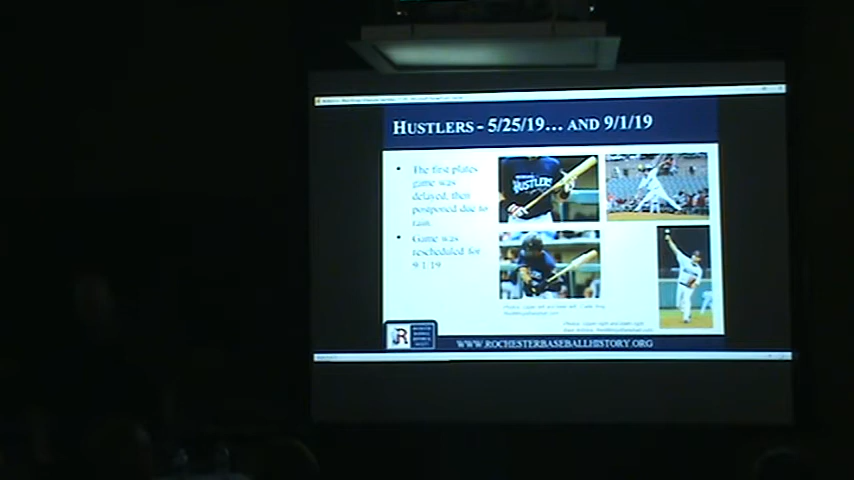 HUSTLERS - 5/25/19... AND 9/1/19
• The first plates
game was
delayed, then
postponed due to
rain.
• Game was
rescheduled for
9/1/19
HUSTLERS
WWW.ROCHESTERBASEBALLHISTORY.ORG